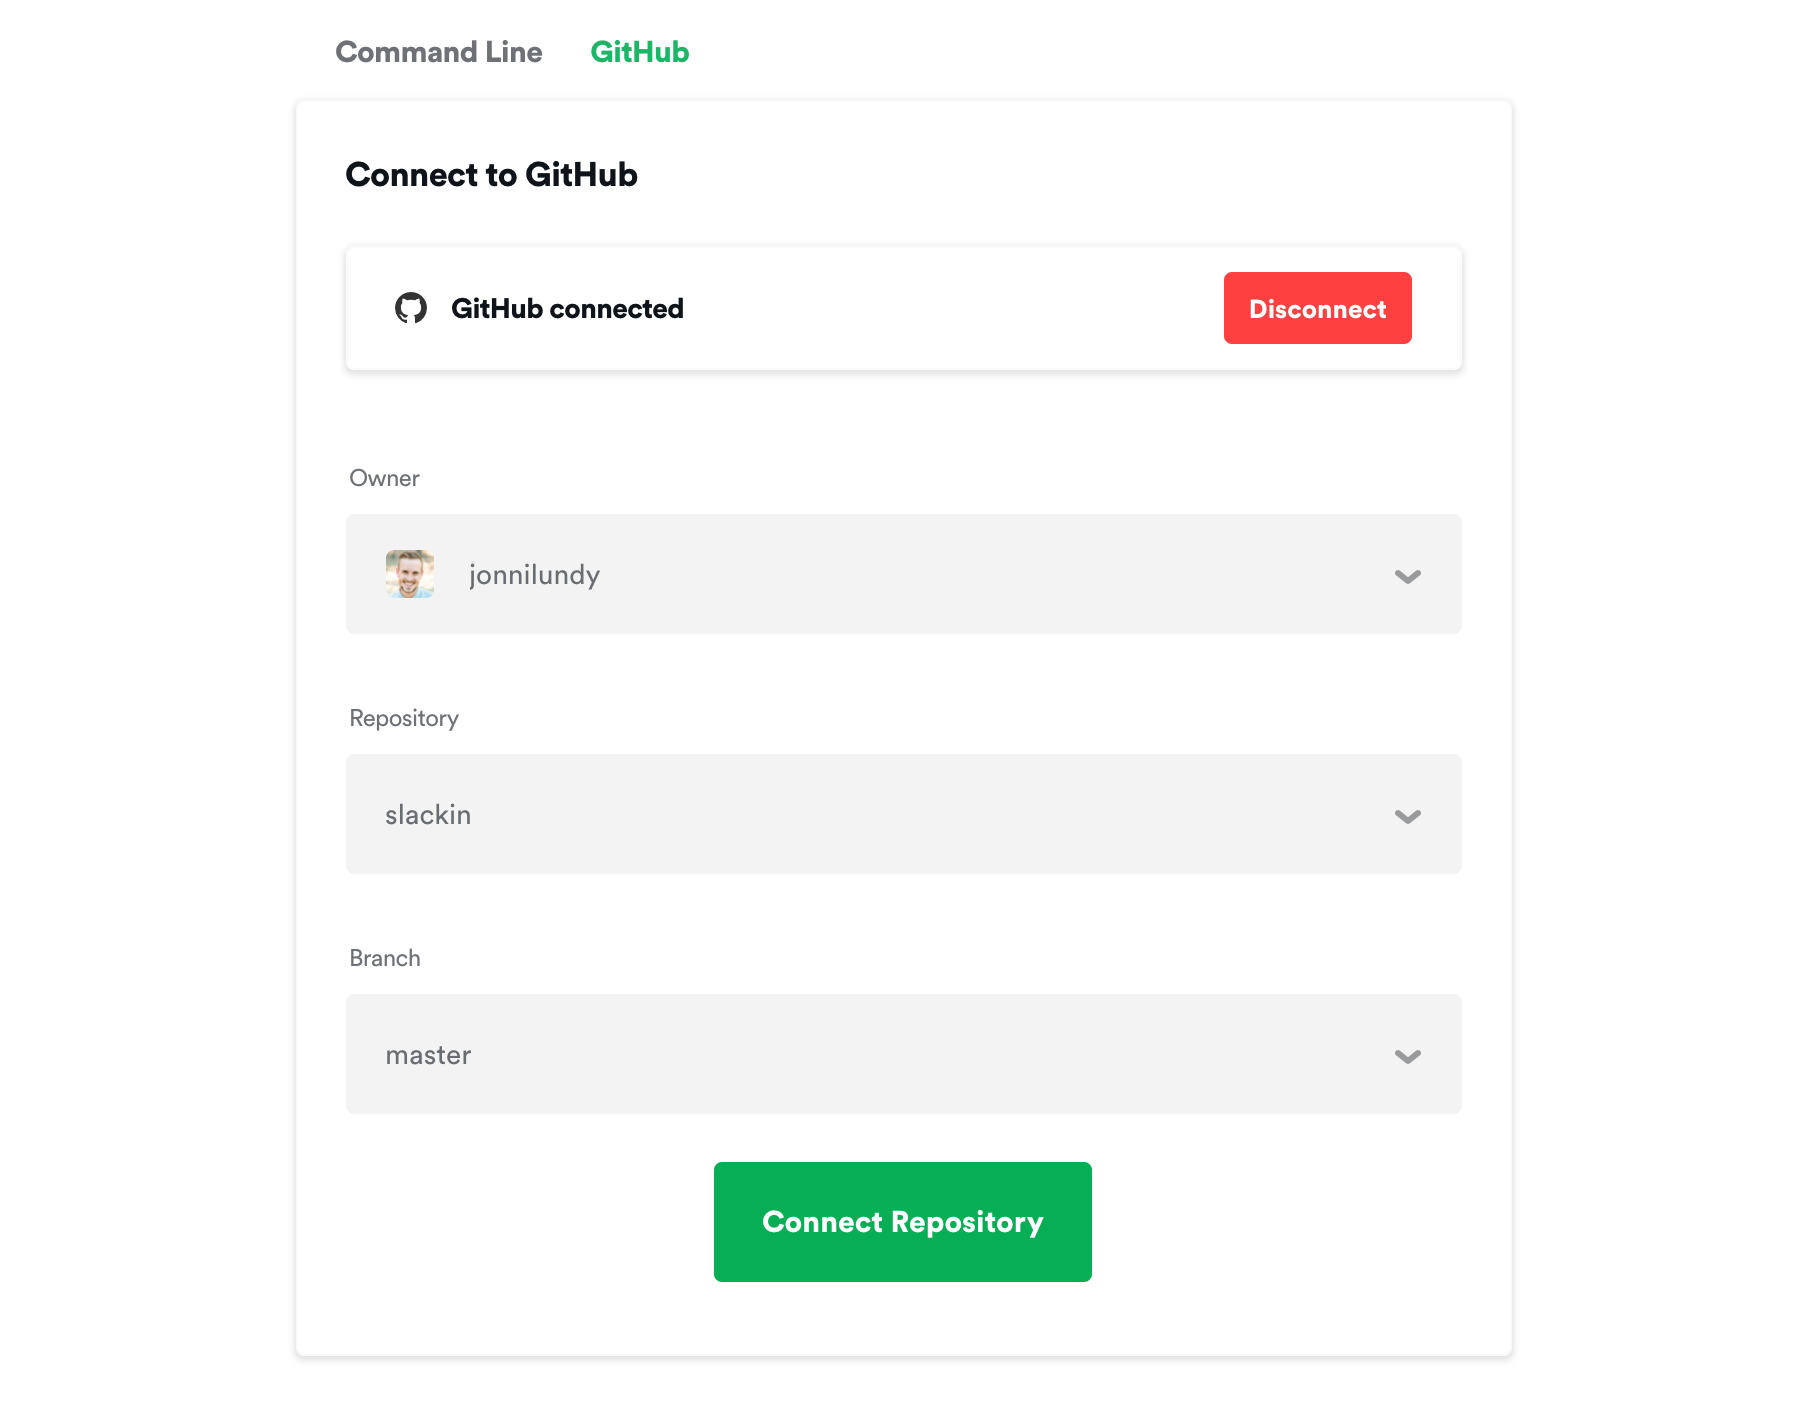 Command Line GitHub
Connect to GitHub
GitHub connected Disconnect
Owner
jonnilundy
Repository
slackin
Branch
master
Connect Repository